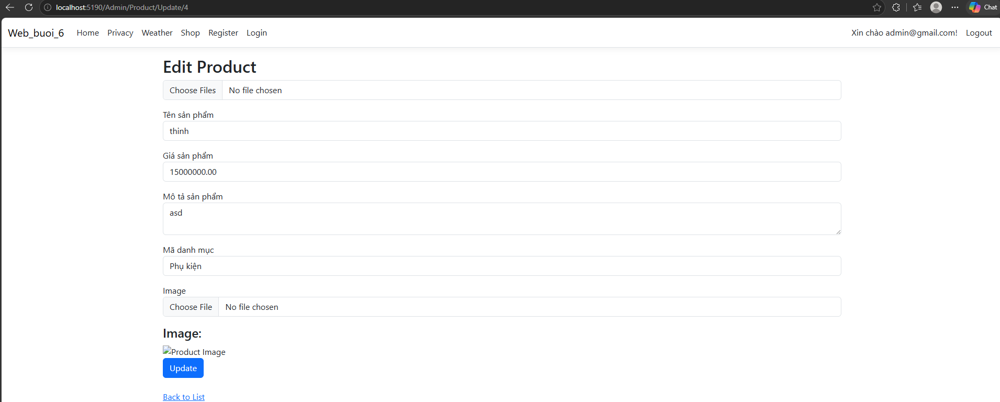 localhost:5190/Admin/Product/Update/4
Chat
Web_buoi_6 Home Privacy Weather Shop Register Login Xin chào admin@gmail.com! Logout
Edit Product
Choose Files No file chosen
Tên sản phẩm
thinh
Giá sản phẩm
15000000.00
Mô tả sản phẩm
asd
Mã danh mục
Phụ kiện
Image
Choose File No file chosen
Image:
Product Image
Update
Back to List